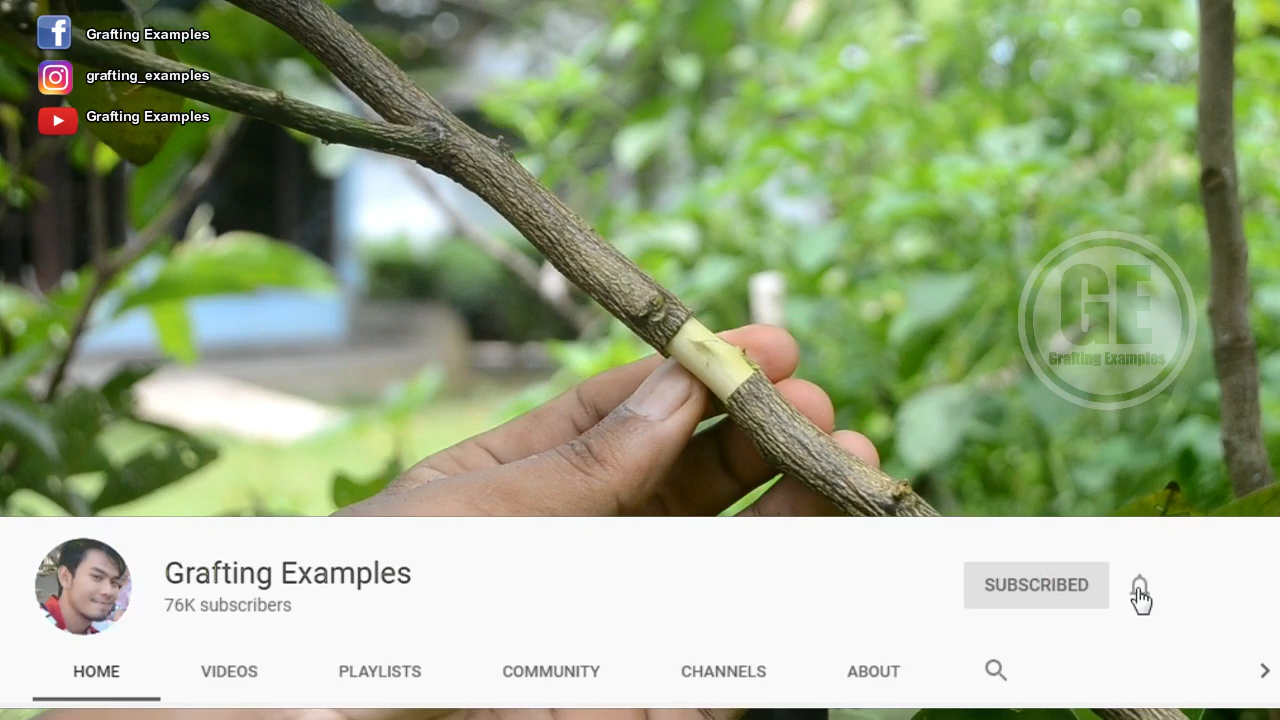 Grafting Examples
grafting_examples
Grafting Examples
GE
Grafting Examples
Grafting Examples
76K subscribers
SUBSCRIBED
HOME VIDEOS PLAYLISTS COMMUNITY CHANNELS ABOUT